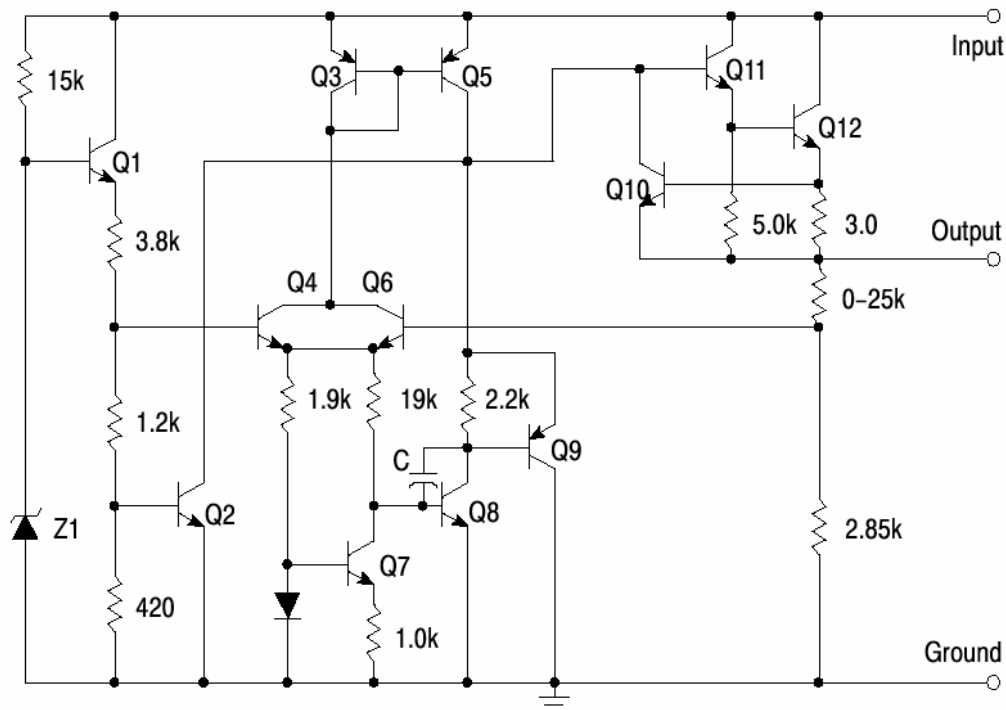 Input
15k
Q3
Q5
Q11
Q12
Q1
Q10
5.0k
3.0
Output
3.8k
Q4
Q6
0–25k
1.2k
1.9k
19k
2.2k
C
Q9
Z1
Q2
Q8
2.85k
Q7
420
1.0k
Ground